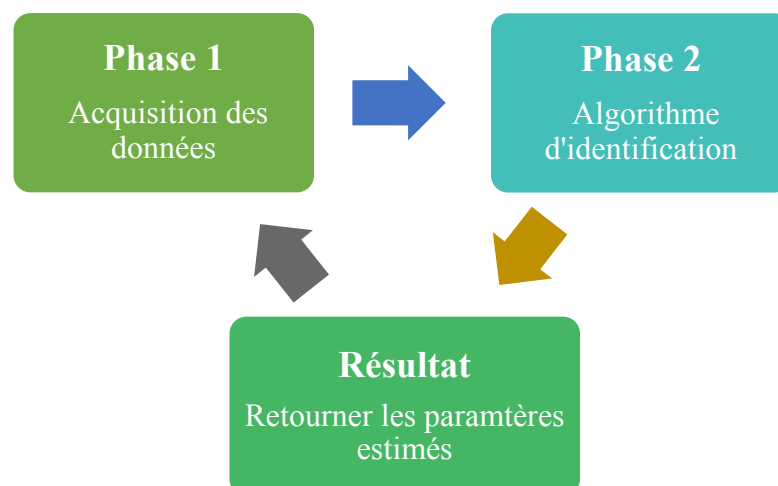 Phase 1
Acquisition des
données
Phase 2
Algorithme
d'identification
Résultat
Retourner les paramtères
estimés